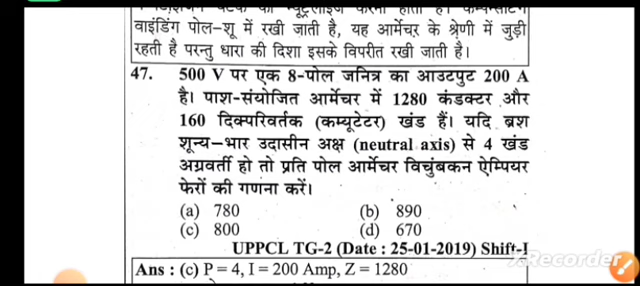 वाइंडिंग पोल-शू में रखी जाती है, यह आर्मेचर के श्रेणी में जुड़ी
रहती है परन्तु धारा की दिशा इसके विपरीत रखी जाती है।
47. 500 V पर एक 8-पोल जनित्र का आउटपुट 200 A
है। पाश-संयोजित आर्मेचर में 1280 कंडक्टर और
160 दिक्परिवर्तक (कम्यूटेटर) खंड हैं। यदि ब्रश
शून्य-भार उदासीन अक्ष (neutral axis) से 4 खंड
अग्रवर्ती हो तो प्रति पोल आर्मेचर विचुंबकन ऐम्पियर
फेरों की गणना करें।
(a) 780 (b) 890
(c) 800 (d) 670
UPPCL TG-2 (Date : 25-01-2019) Shift-I
XRecorder
Ans : (c) P = 4, I = 200 Amp, Z = 1280